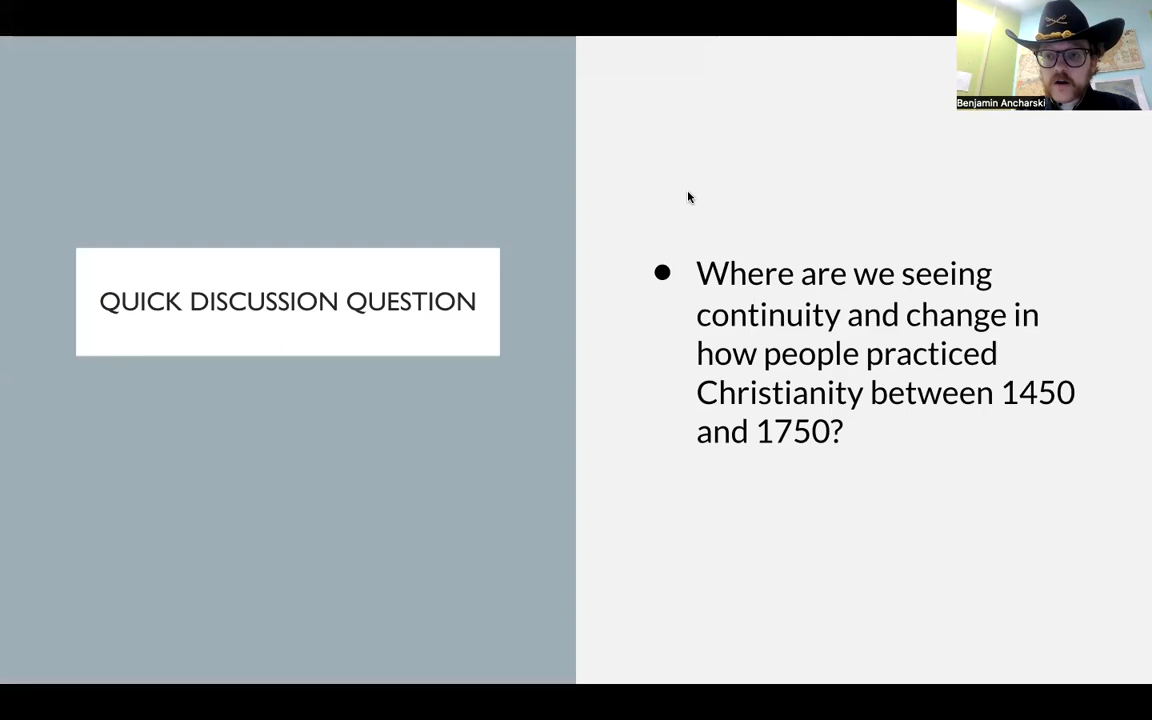 Benjamin Ancharski
QUICK DISCUSSION QUESTION
● Where are we seeing
continuity and change in
how people practiced
Christianity between 1450
and 1750?